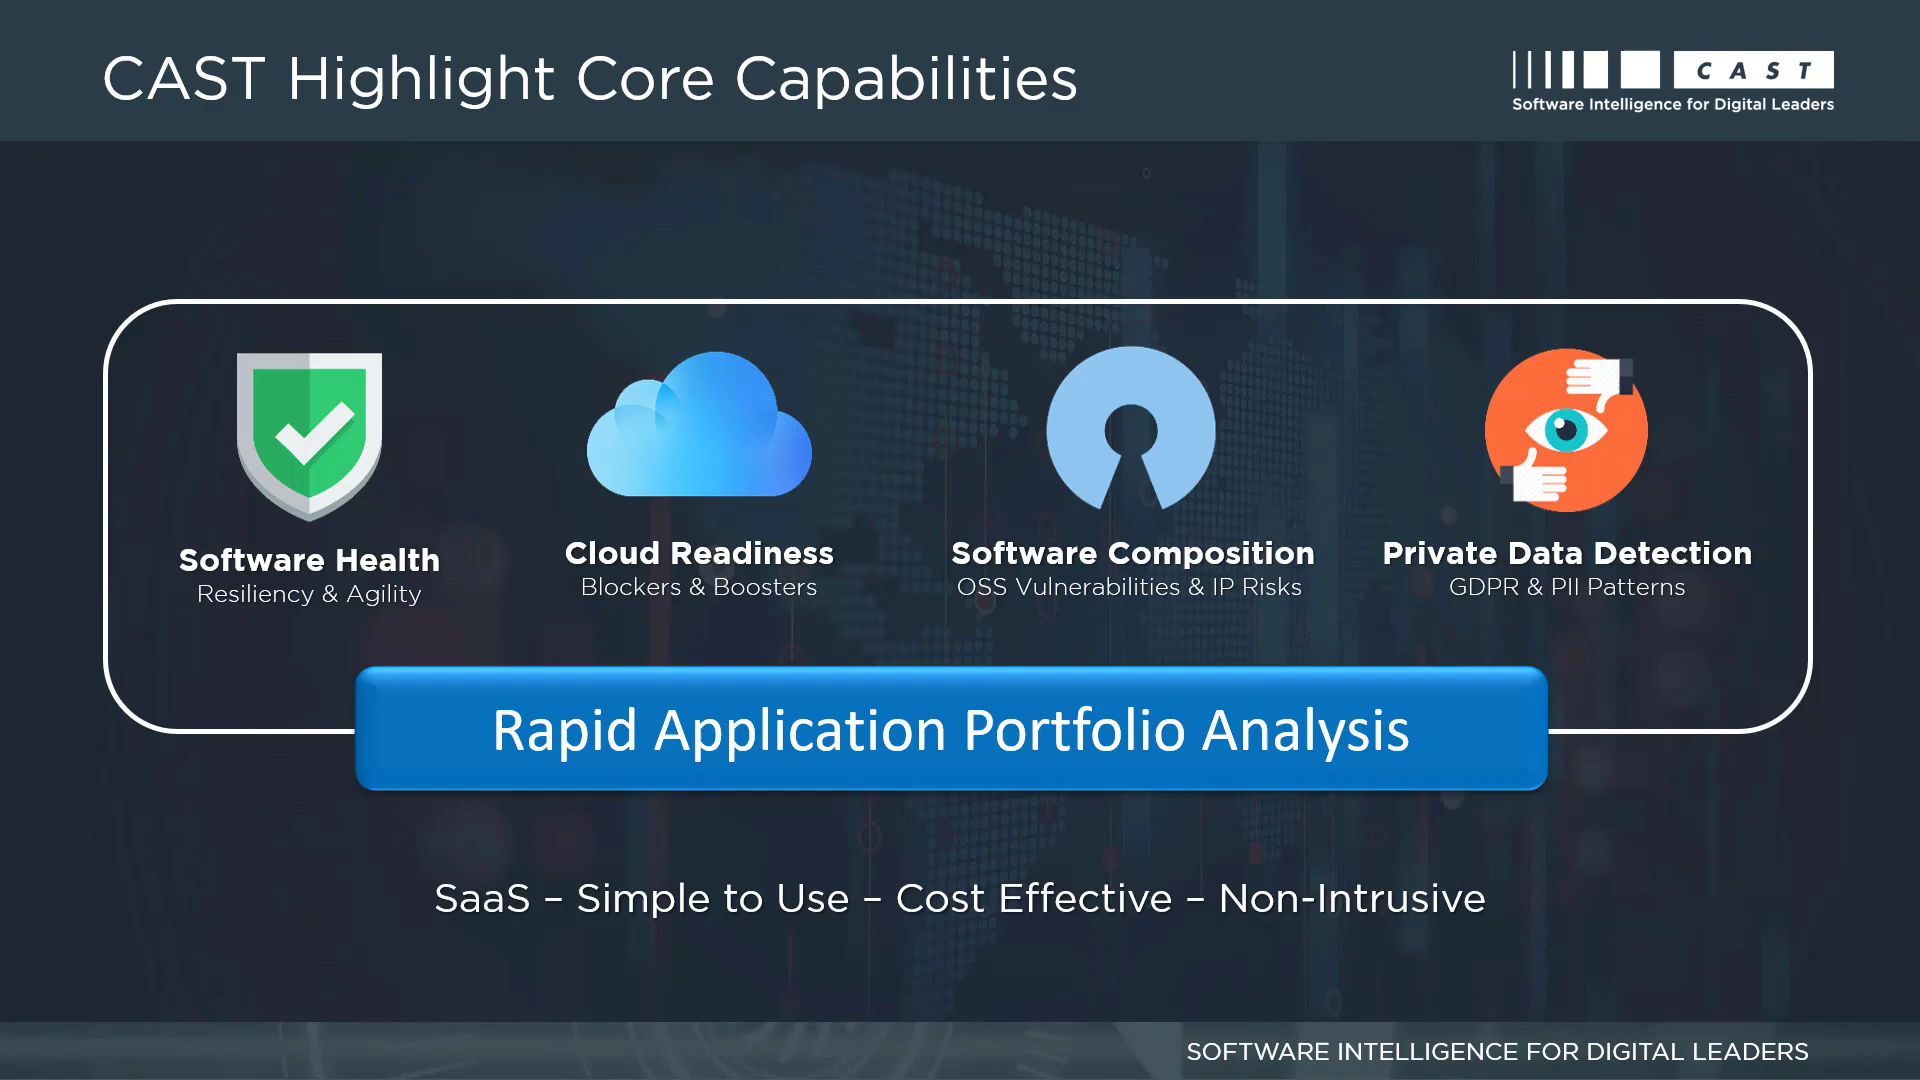 CAST Highlight Core Capabilities
CAST
Software Intelligence for Digital Leaders
Software Health
Resiliency & Agility
Cloud Readiness
Blockers & Boosters
Software Composition
OSS Vulnerabilities & IP Risks
Private Data Detection
GDPR & PII Patterns
Rapid Application Portfolio Analysis
SaaS – Simple to Use – Cost Effective – Non-Intrusive
SOFTWARE INTELLIGENCE FOR DIGITAL LEADERS